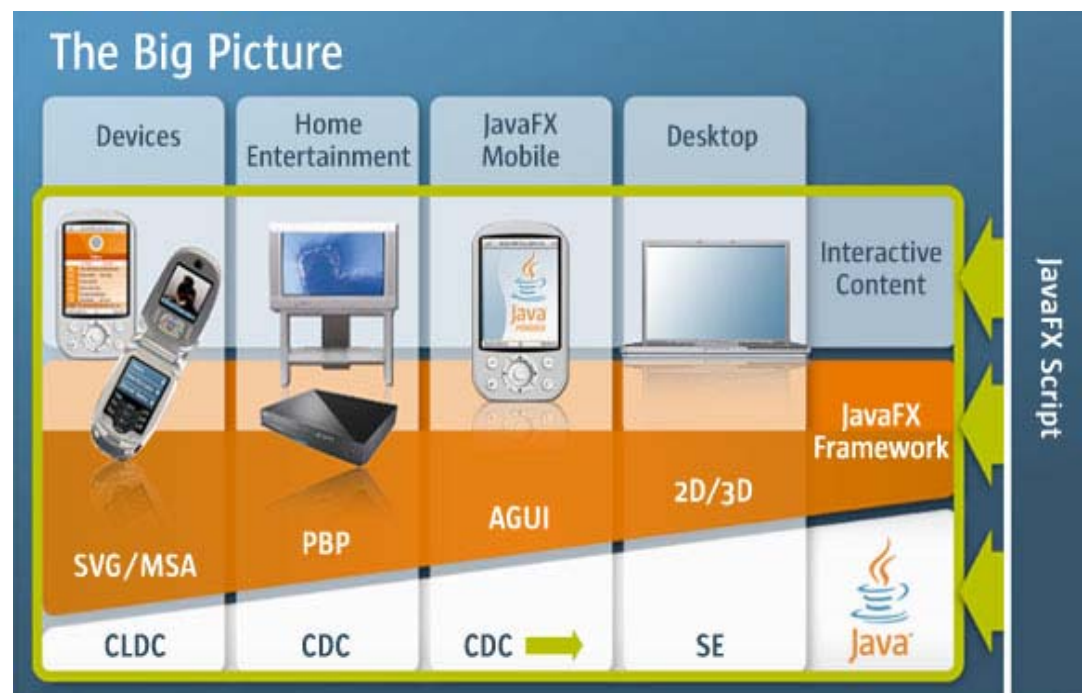 The Big Picture
Devices
Home
Entertainment
JavaFX
Mobile
Desktop
Interactive
Content
Java
JavaFX
Framework
SVG/MSA
PBP
AGUI
2D/3D
CLDC
CDC
CDC
SE
Java
JavaFX Script